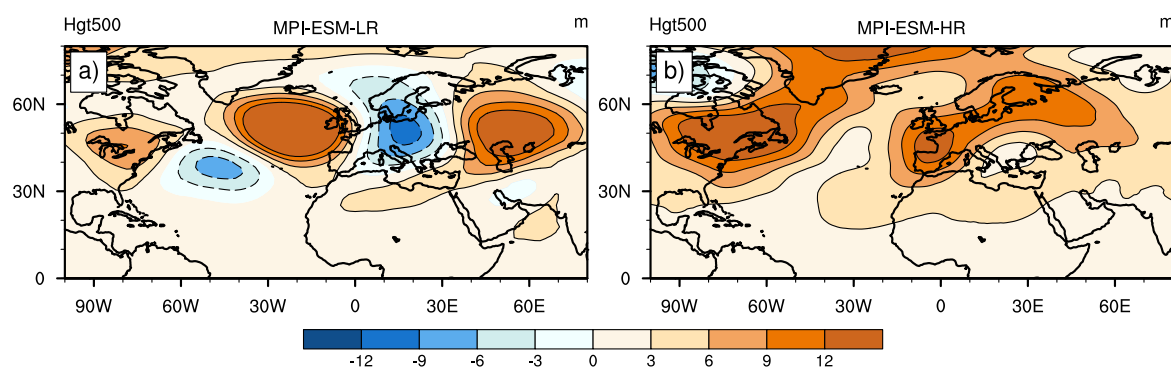 Hgt500 MPI-ESM-LR m
a)
60N
30N
0
90W 60W 30W 0 30E 60E
Hgt500 MPI-ESM-HR m
b)
60N
30N
0
90W 60W 30W 0 30E 60E
-12 -9 -6 -3 0 3 6 9 12